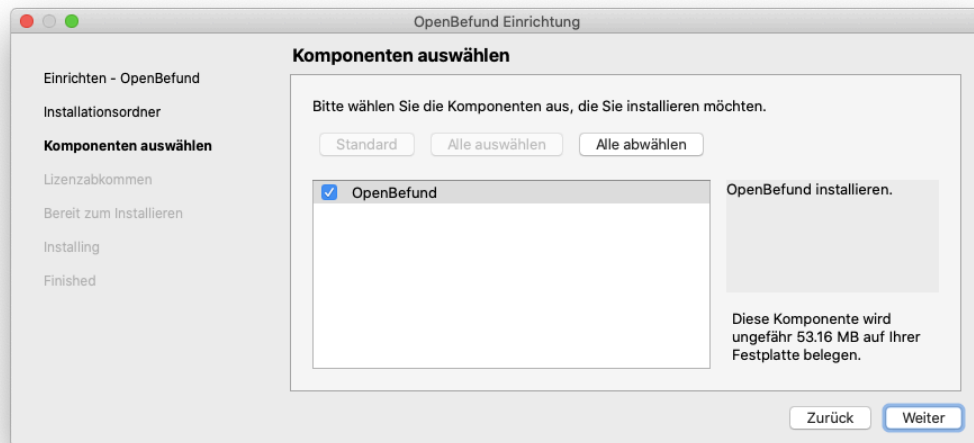 OpenBefund Einrichtung
Komponenten auswählen
Einrichten - OpenBefund
Installationsordner
Komponenten auswählen
Lizenzabkommen
Bereit zum Installieren
Installing
Finished
Bitte wählen Sie die Komponenten aus, die Sie installieren möchten.
Standard
Alle auswählen
Alle abwählen
OpenBefund
OpenBefund installieren.
Diese Komponente wird
ungefähr 53.16 MB auf Ihrer
Festplatte belegen.
Zurück
Weiter